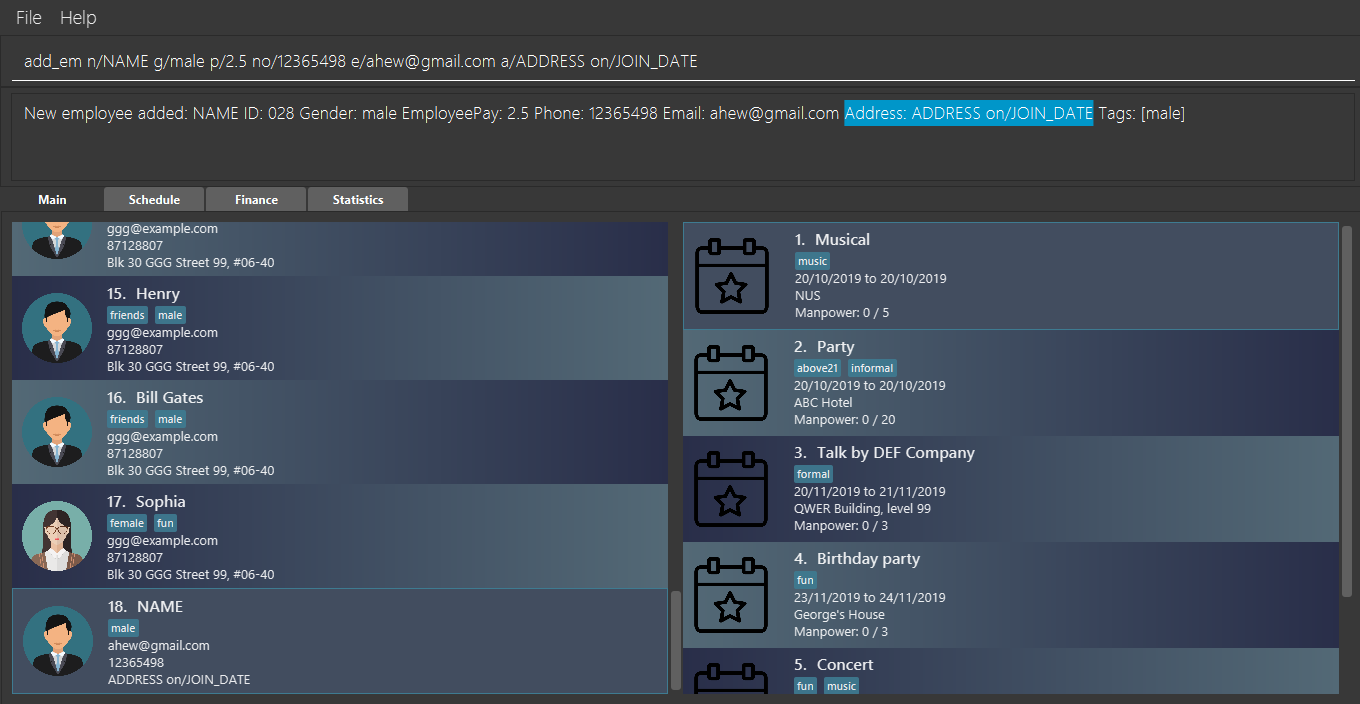 File Help
add_em n/NAME g/male p/2.5 no/12365498 e/ahew@gmail.com a/ADDRESS on/JOIN_DATE
New employee added: NAME ID: 028 Gender: male EmployeePay: 2.5 Phone: 12365498 Email: ahew@gmail.com Address: ADDRESS on/JOIN_DATE Tags: [male]
Main Schedule Finance Statistics
ggg@example.com
87128807
Blk 30 GGG Street 99, #06-40
15. Henry
friends male
ggg@example.com
87128807
Blk 30 GGG Street 99, #06-40
16. Bill Gates
friends male
ggg@example.com
87128807
Blk 30 GGG Street 99, #06-40
17. Sophia
female fun
ggg@example.com
87128807
Blk 30 GGG Street 99, #06-40
18. NAME
male
ahew@gmail.com
12365498
ADDRESS on/JOIN_DATE
1. Musical
music
20/10/2019 to 20/10/2019
NUS
Manpower: 0 / 5
2. Party
above21 informal
20/10/2019 to 20/10/2019
ABC Hotel
Manpower: 0 / 20
3. Talk by DEF Company
formal
20/11/2019 to 21/11/2019
QWER Building, level 99
Manpower: 0 / 3
4. Birthday party
fun
23/11/2019 to 24/11/2019
George's House
Manpower: 0 / 3
5. Concert
fun music